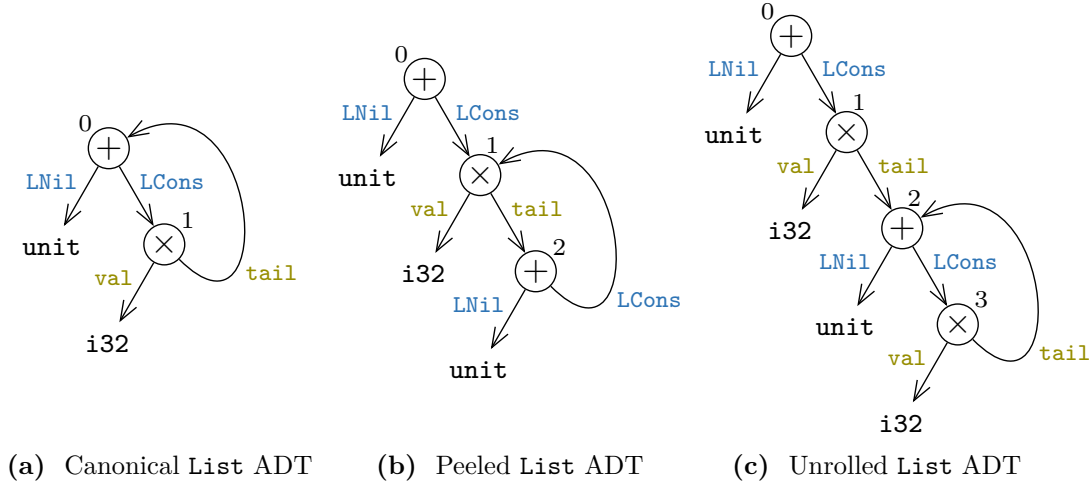 0
+
LNil LCons
unit
1
×
val tail
i32
(a) Canonical List ADT
0
+
LNil LCons
unit
1
×
val tail
i32
2
+
LNil LCons
unit
(b) Peeled List ADT
0
+
LNil LCons
unit
1
×
val tail
i32
2
+
LNil LCons
unit
3
×
val tail
i32
(c) Unrolled List ADT